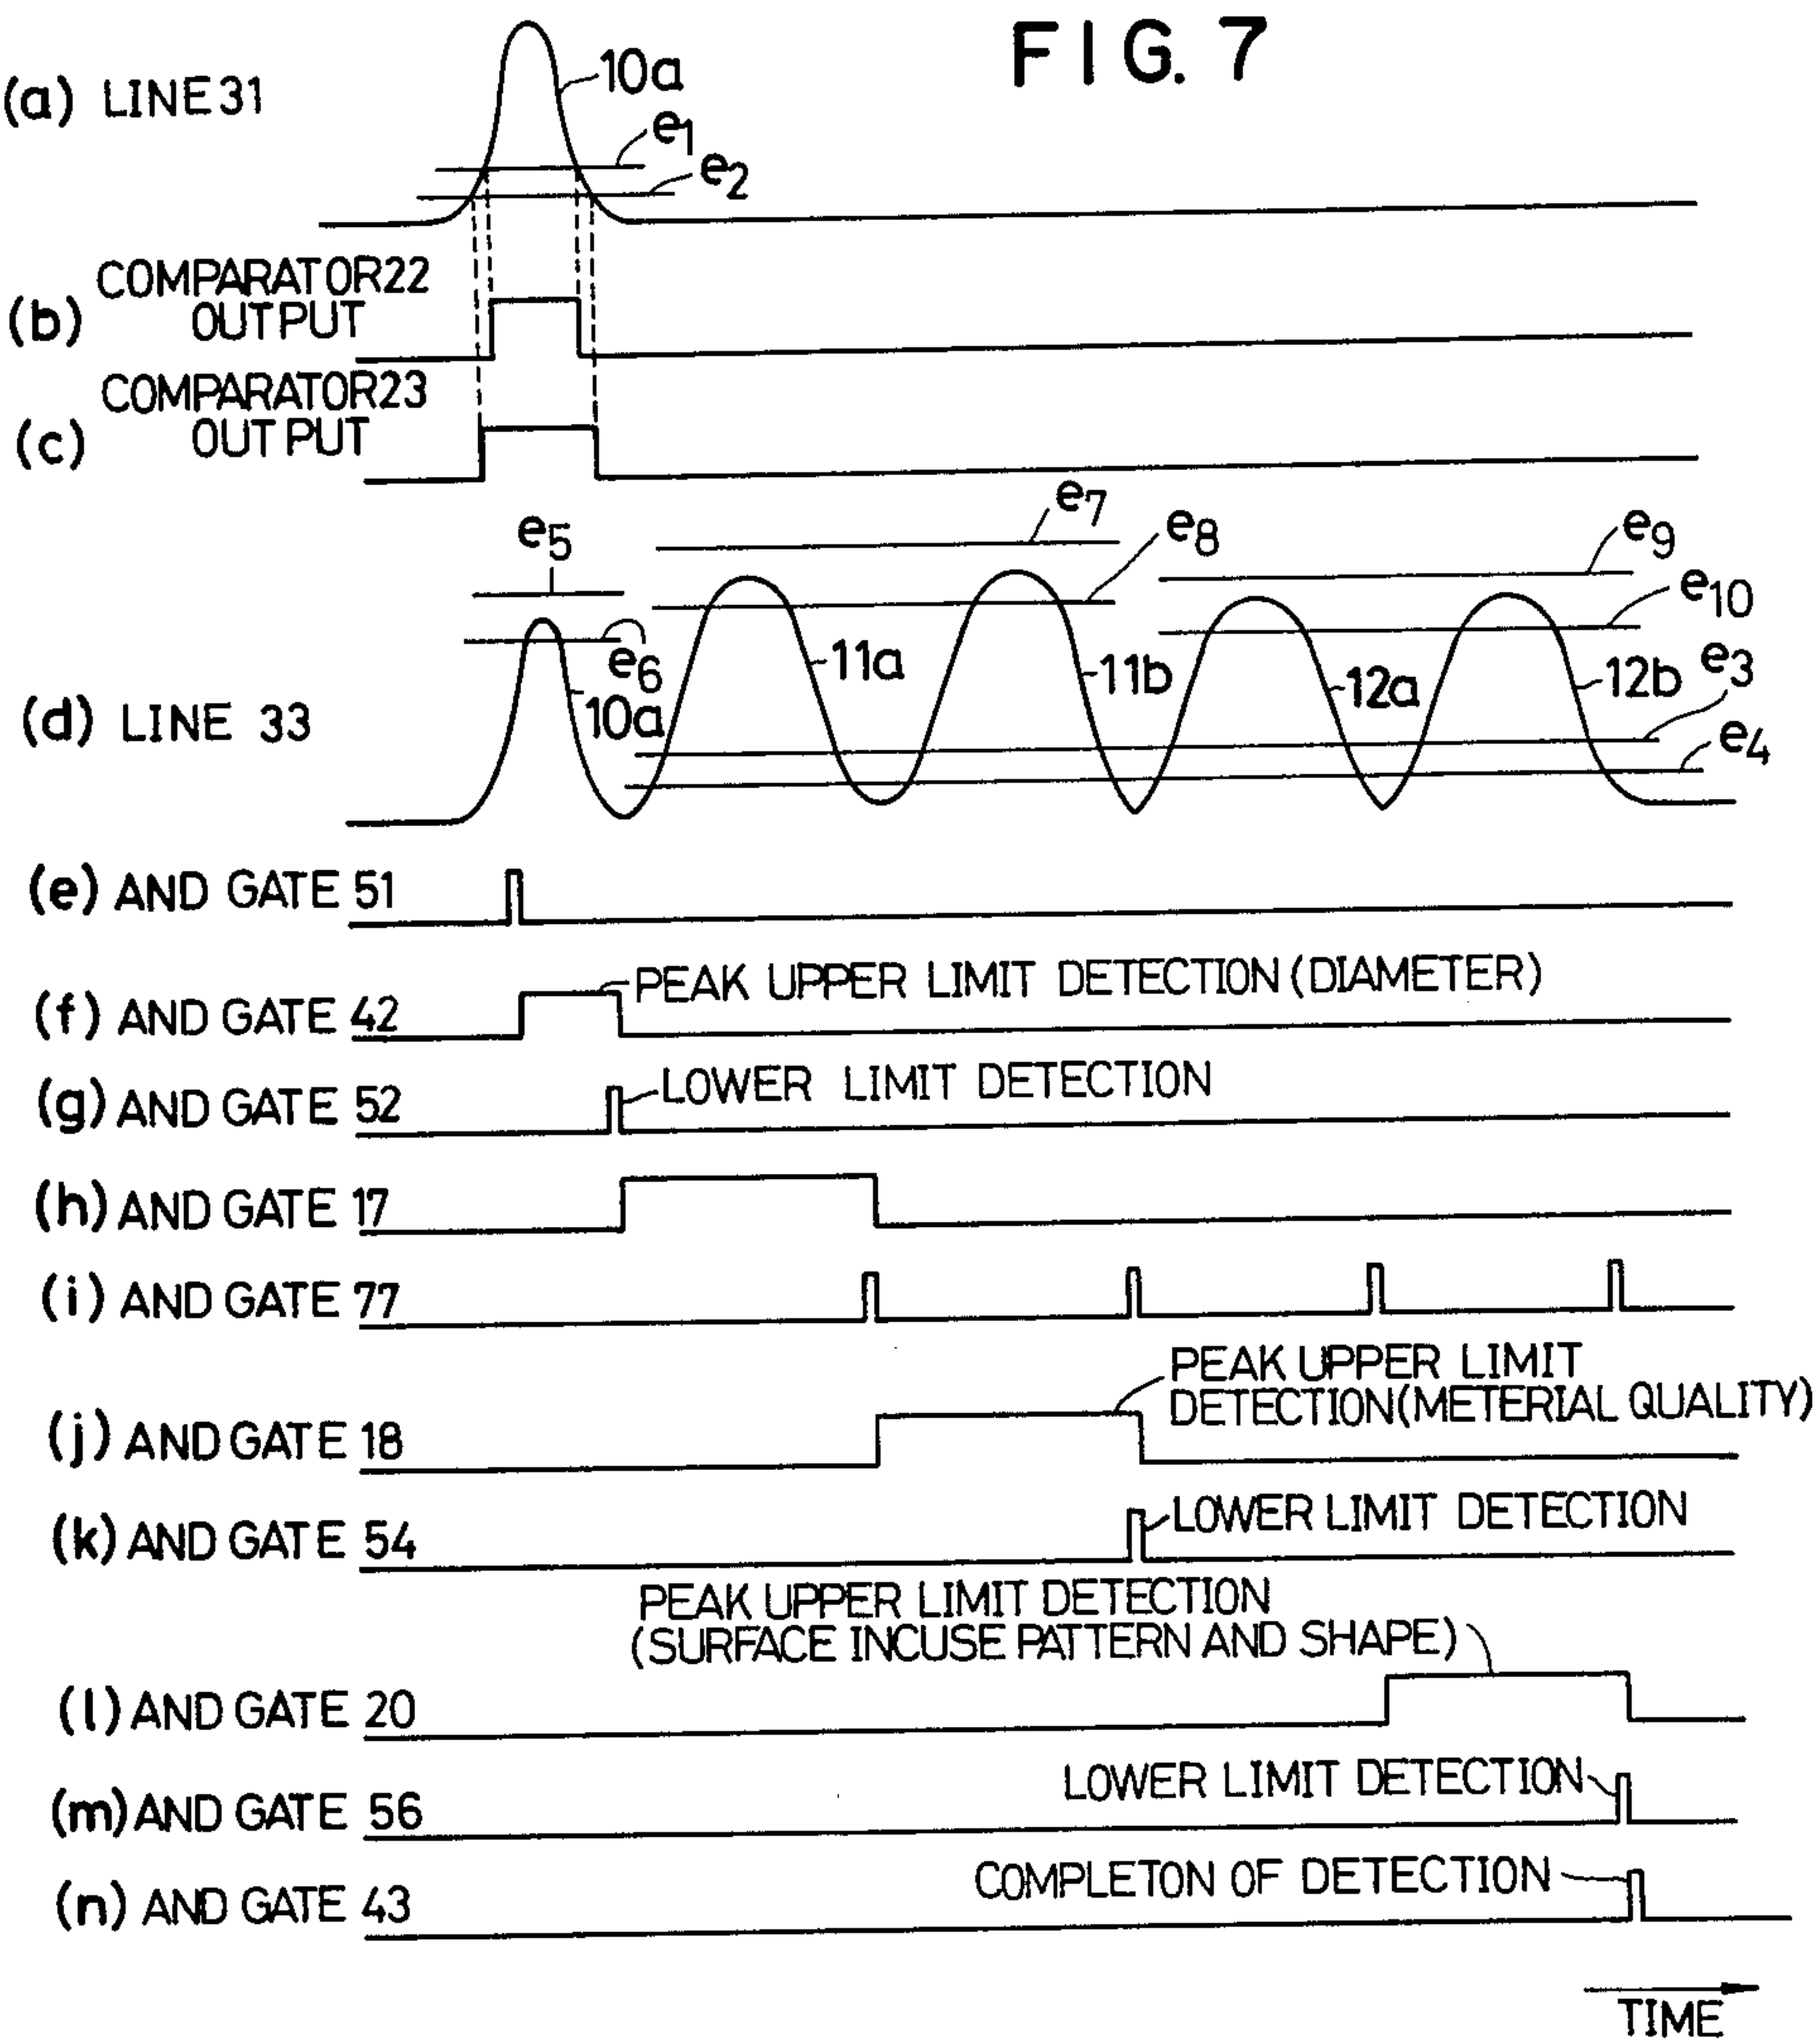 FIG. 7
(a) LINE 31
10a
e1
e2
(b) COMPARATOR 22
OUTPUT
(c) COMPARATOR 23
OUTPUT
e5
e7
e8
e9
e10
e6
10a
11a
11b
12a
12b
e3
e4
(d) LINE 33
(e) AND GATE 51
(f) AND GATE 42
PEAK UPPER LIMIT DETECTION (DIAMETER)
(g) AND GATE 52
LOWER LIMIT DETECTION
(h) AND GATE 17
(i) AND GATE 77
PEAK UPPER LIMIT
DETECTION (METERIAL QUALITY)
(j) AND GATE 18
(k) AND GATE 54
LOWER LIMIT DETECTION
PEAK UPPER LIMIT DETECTION
(SURFACE INCUSE PATTERN AND SHAPE)
(l) AND GATE 20
LOWER LIMIT DETECTION
(m) AND GATE 56
COMPLETON OF DETECTION
(n) AND GATE 43
TIME